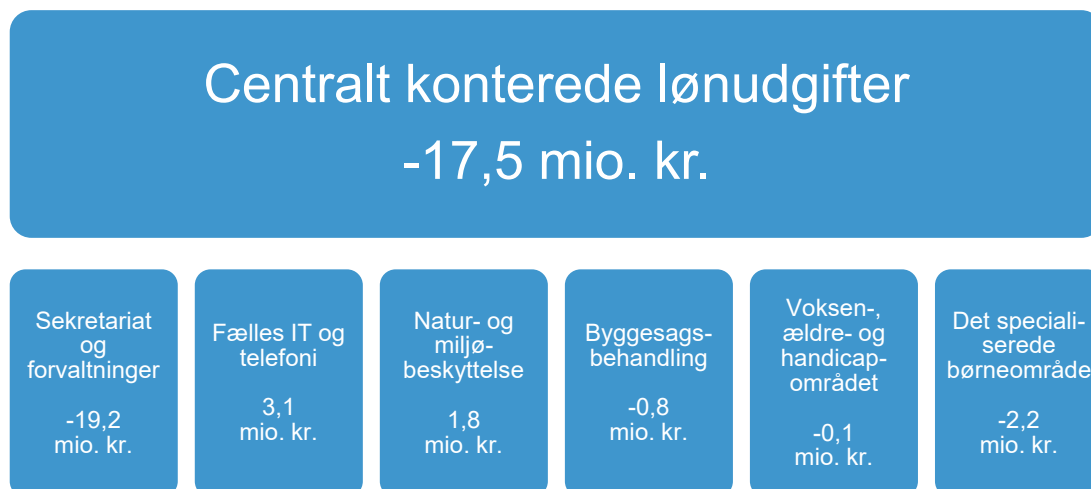 Centralt konterede lønudgifter
-17,5 mio. kr.
Sekretariat
og
forvaltninger
-19,2
mio. kr.
Fælles IT og
telefoni
3,1
mio. kr.
Natur- og
miljø-
beskyttelse
1,8
mio. kr.
Byggesags-
behandling
-0,8
mio. kr.
Voksen-,
ældre- og
handicap-
området
-0,1
mio. kr.
Det speciali-
serede
børneområde
-2,2
mio. kr.